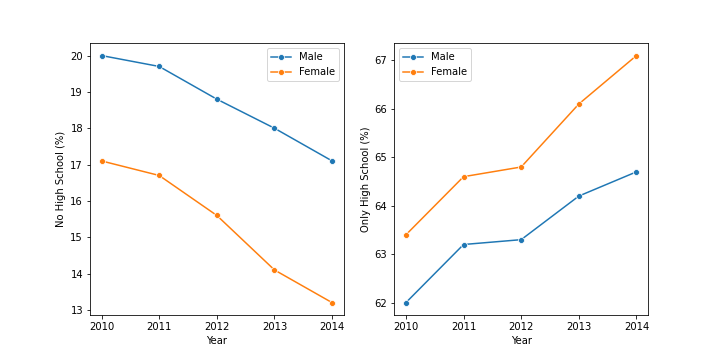 No High School (%)
20
19
18
17
16
15
14
13
2010 2011 2012 2013 2014
Year
Male
Female
Only High School (%)
67
66
65
64
63
62
2010 2011 2012 2013 2014
Year
Male
Female